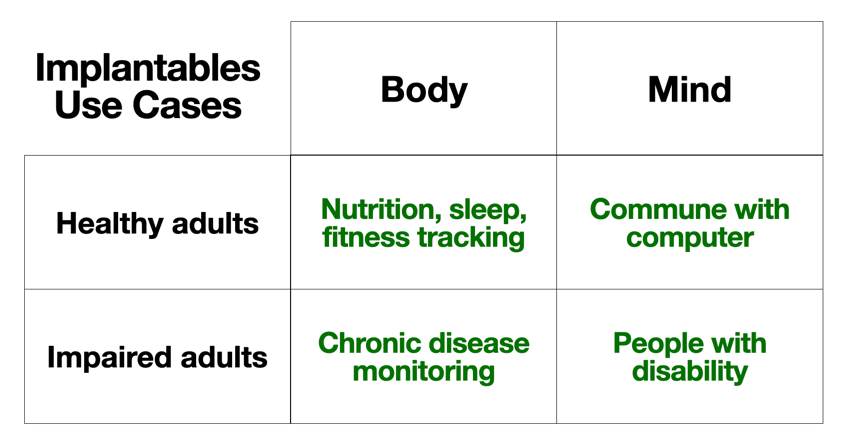 Implantables
Use Cases
Body
Mind
Healthy adults
Nutrition, sleep,
fitness tracking
Commune with
computer
Impaired adults
Chronic disease
monitoring
People with
disability